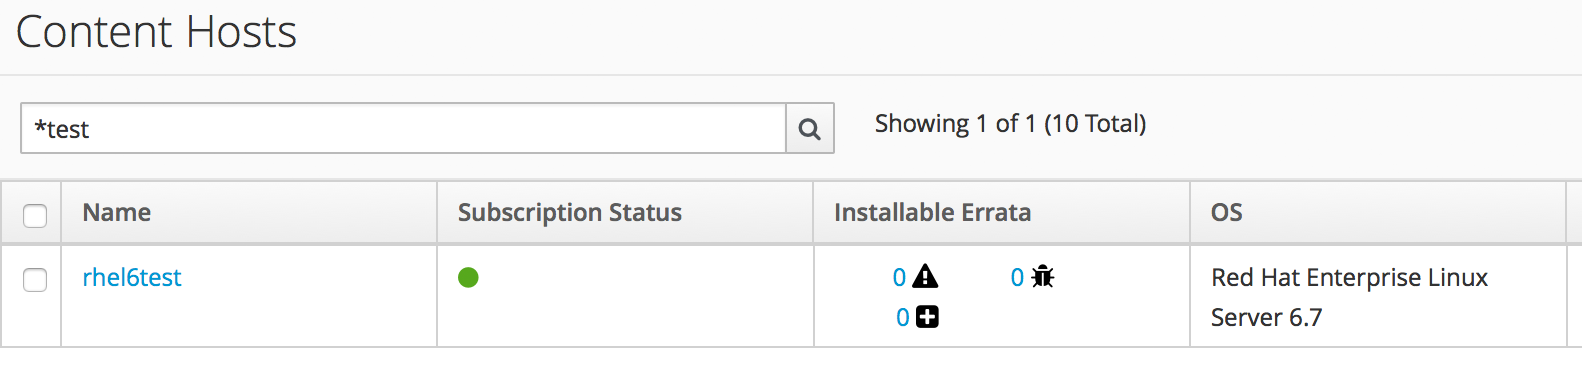 Content Hosts
*test
Showing 1 of 1 (10 Total)
Name Subscription Status Installable Errata OS
rhel6test 0 0 Red Hat Enterprise Linux
0 Server 6.7